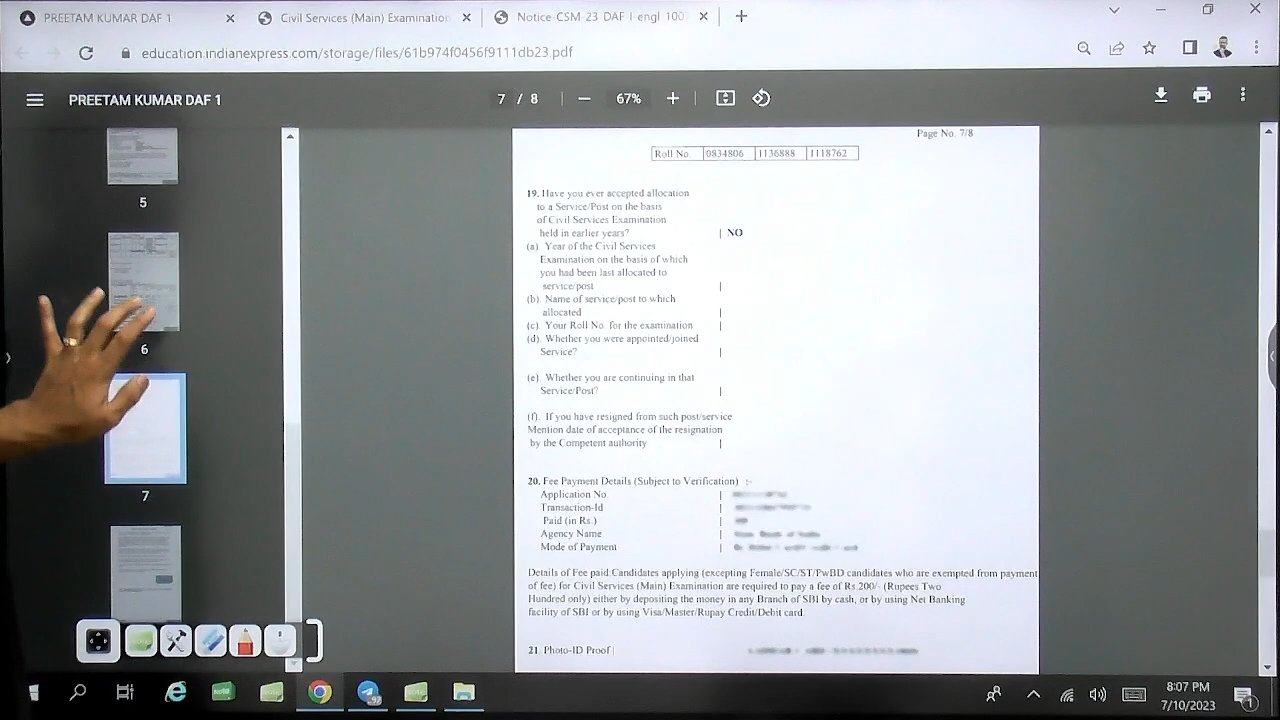 PREETAM KUMAR DAF 1
Civil Services (Main) Examination
Notice-CSM-23-DAF-I-engl-100
education.indianexpress.com/storage/files/61b974f0456f9111db23.pdf
PREETAM KUMAR DAF 1
7 / 8
67%
5
6
7
Page No. 7/8
Roll No. 0834806 1136888 1118762
19. Have you ever accepted allocation
to a Service/Post on the basis
of Civil Services Examination
held in earlier years? | NO
(a). Year of the Civil Services
Examination on the basis of which
you had been last allocated to
service/post |
(b). Name of service/post to which
allocated |
(c). Your Roll No. for the examination |
(d). Whether you were appointed/joined
Service? |
(e). Whether you are continuing in that
Service/Post? |
(f). If you have resigned from such post/service
Mention date of acceptance of the resignation
by the Competent authority |
20. Fee Payment Details (Subject to Verification) :-
Application No. |
Transaction-Id |
Paid (in Rs.) |
Agency Name |
Mode of Payment |
Details of Fee paid:Candidates applying (excepting Female/SC/ST/PwBD candidates who are exempted from payment
of fee) for Civil Services (Main) Examination are required to pay a fee of Rs.200/- (Rupees Two
Hundred only) either by depositing the money in any Branch of SBI by cash, or by using Net Banking
facility of SBI or by using Visa/Master/Rupay Credit/Debit card.
21. Photo-ID Proof
8:07 PM
7/10/2023